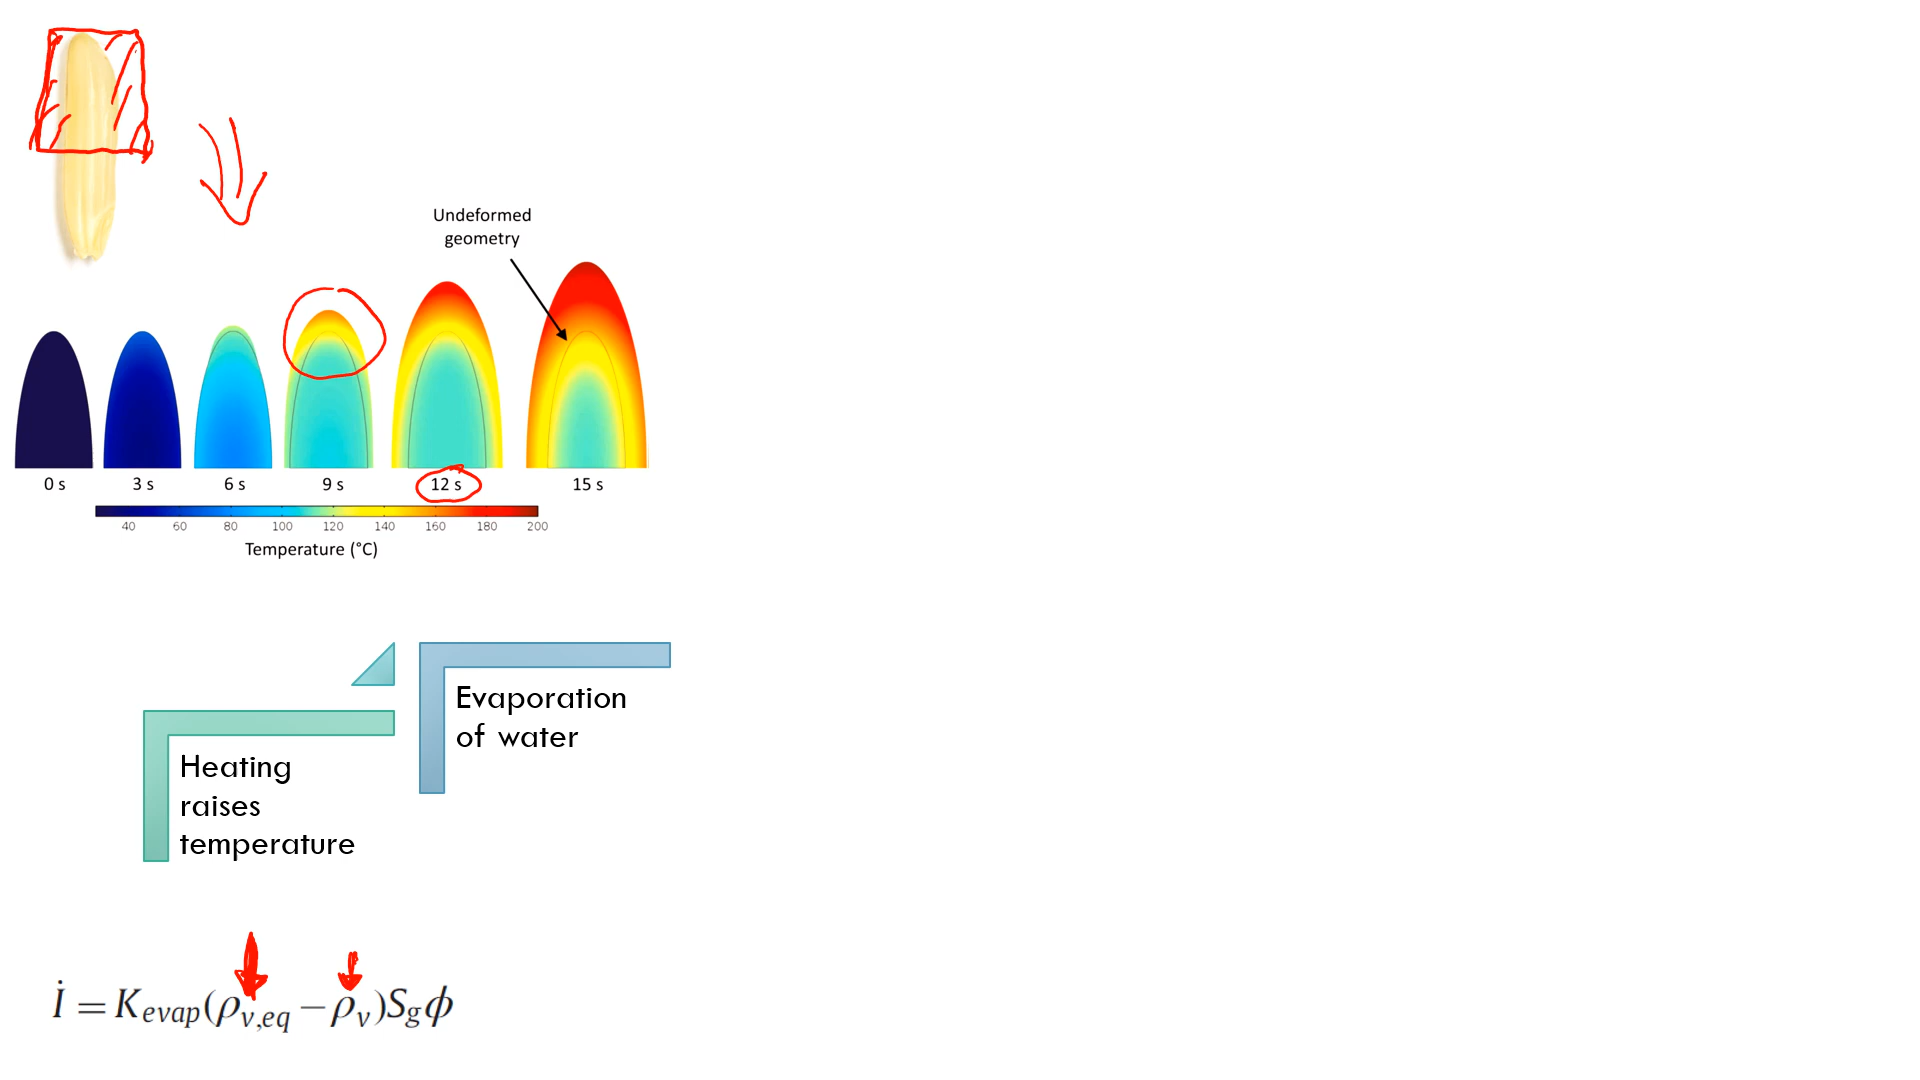 Undeformed
geometry
0 s 3 s 6 s 9 s 12 s 15 s
40 60 80 100 120 140 160 180 200
Temperature (°C)
Evaporation
of water
Heating
raises
temperature
İ = K_evap(ρ_v,eq − ρ_v)S_gϕ